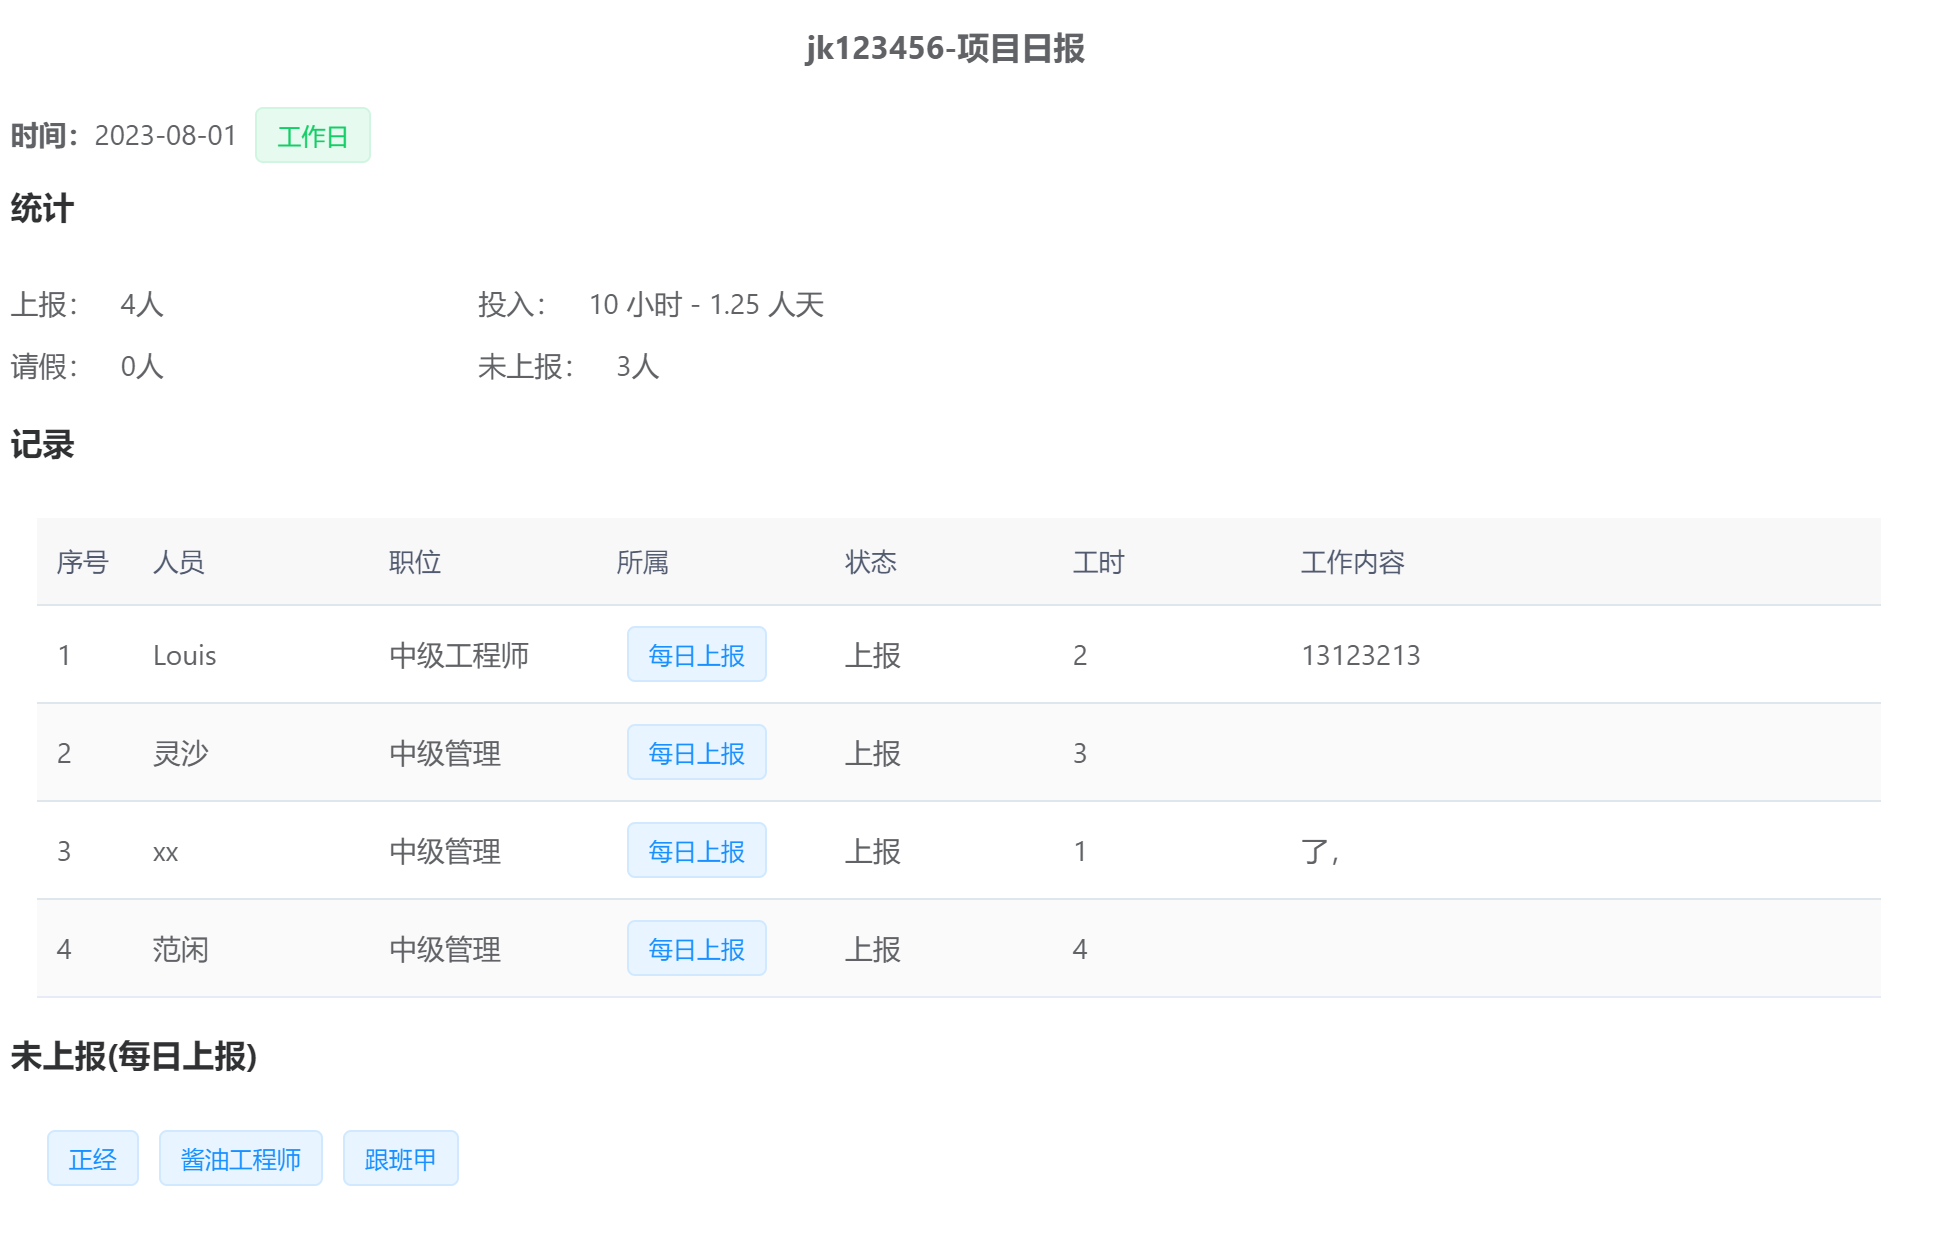 jk123456-项目日报
时间：2023-08-01 工作日
统计
上报： 4人 投入： 10 小时 - 1.25 人天
请假： 0人 未上报： 3人
记录
序号 人员 职位 所属 状态 工时 工作内容
1 Louis 中级工程师 每日上报 上报 2 13123213
2 灵沙 中级管理 每日上报 上报 3
3 xx 中级管理 每日上报 上报 1 了，
4 范闲 中级管理 每日上报 上报 4
未上报(每日上报)
正经 酱油工程师 跟班甲